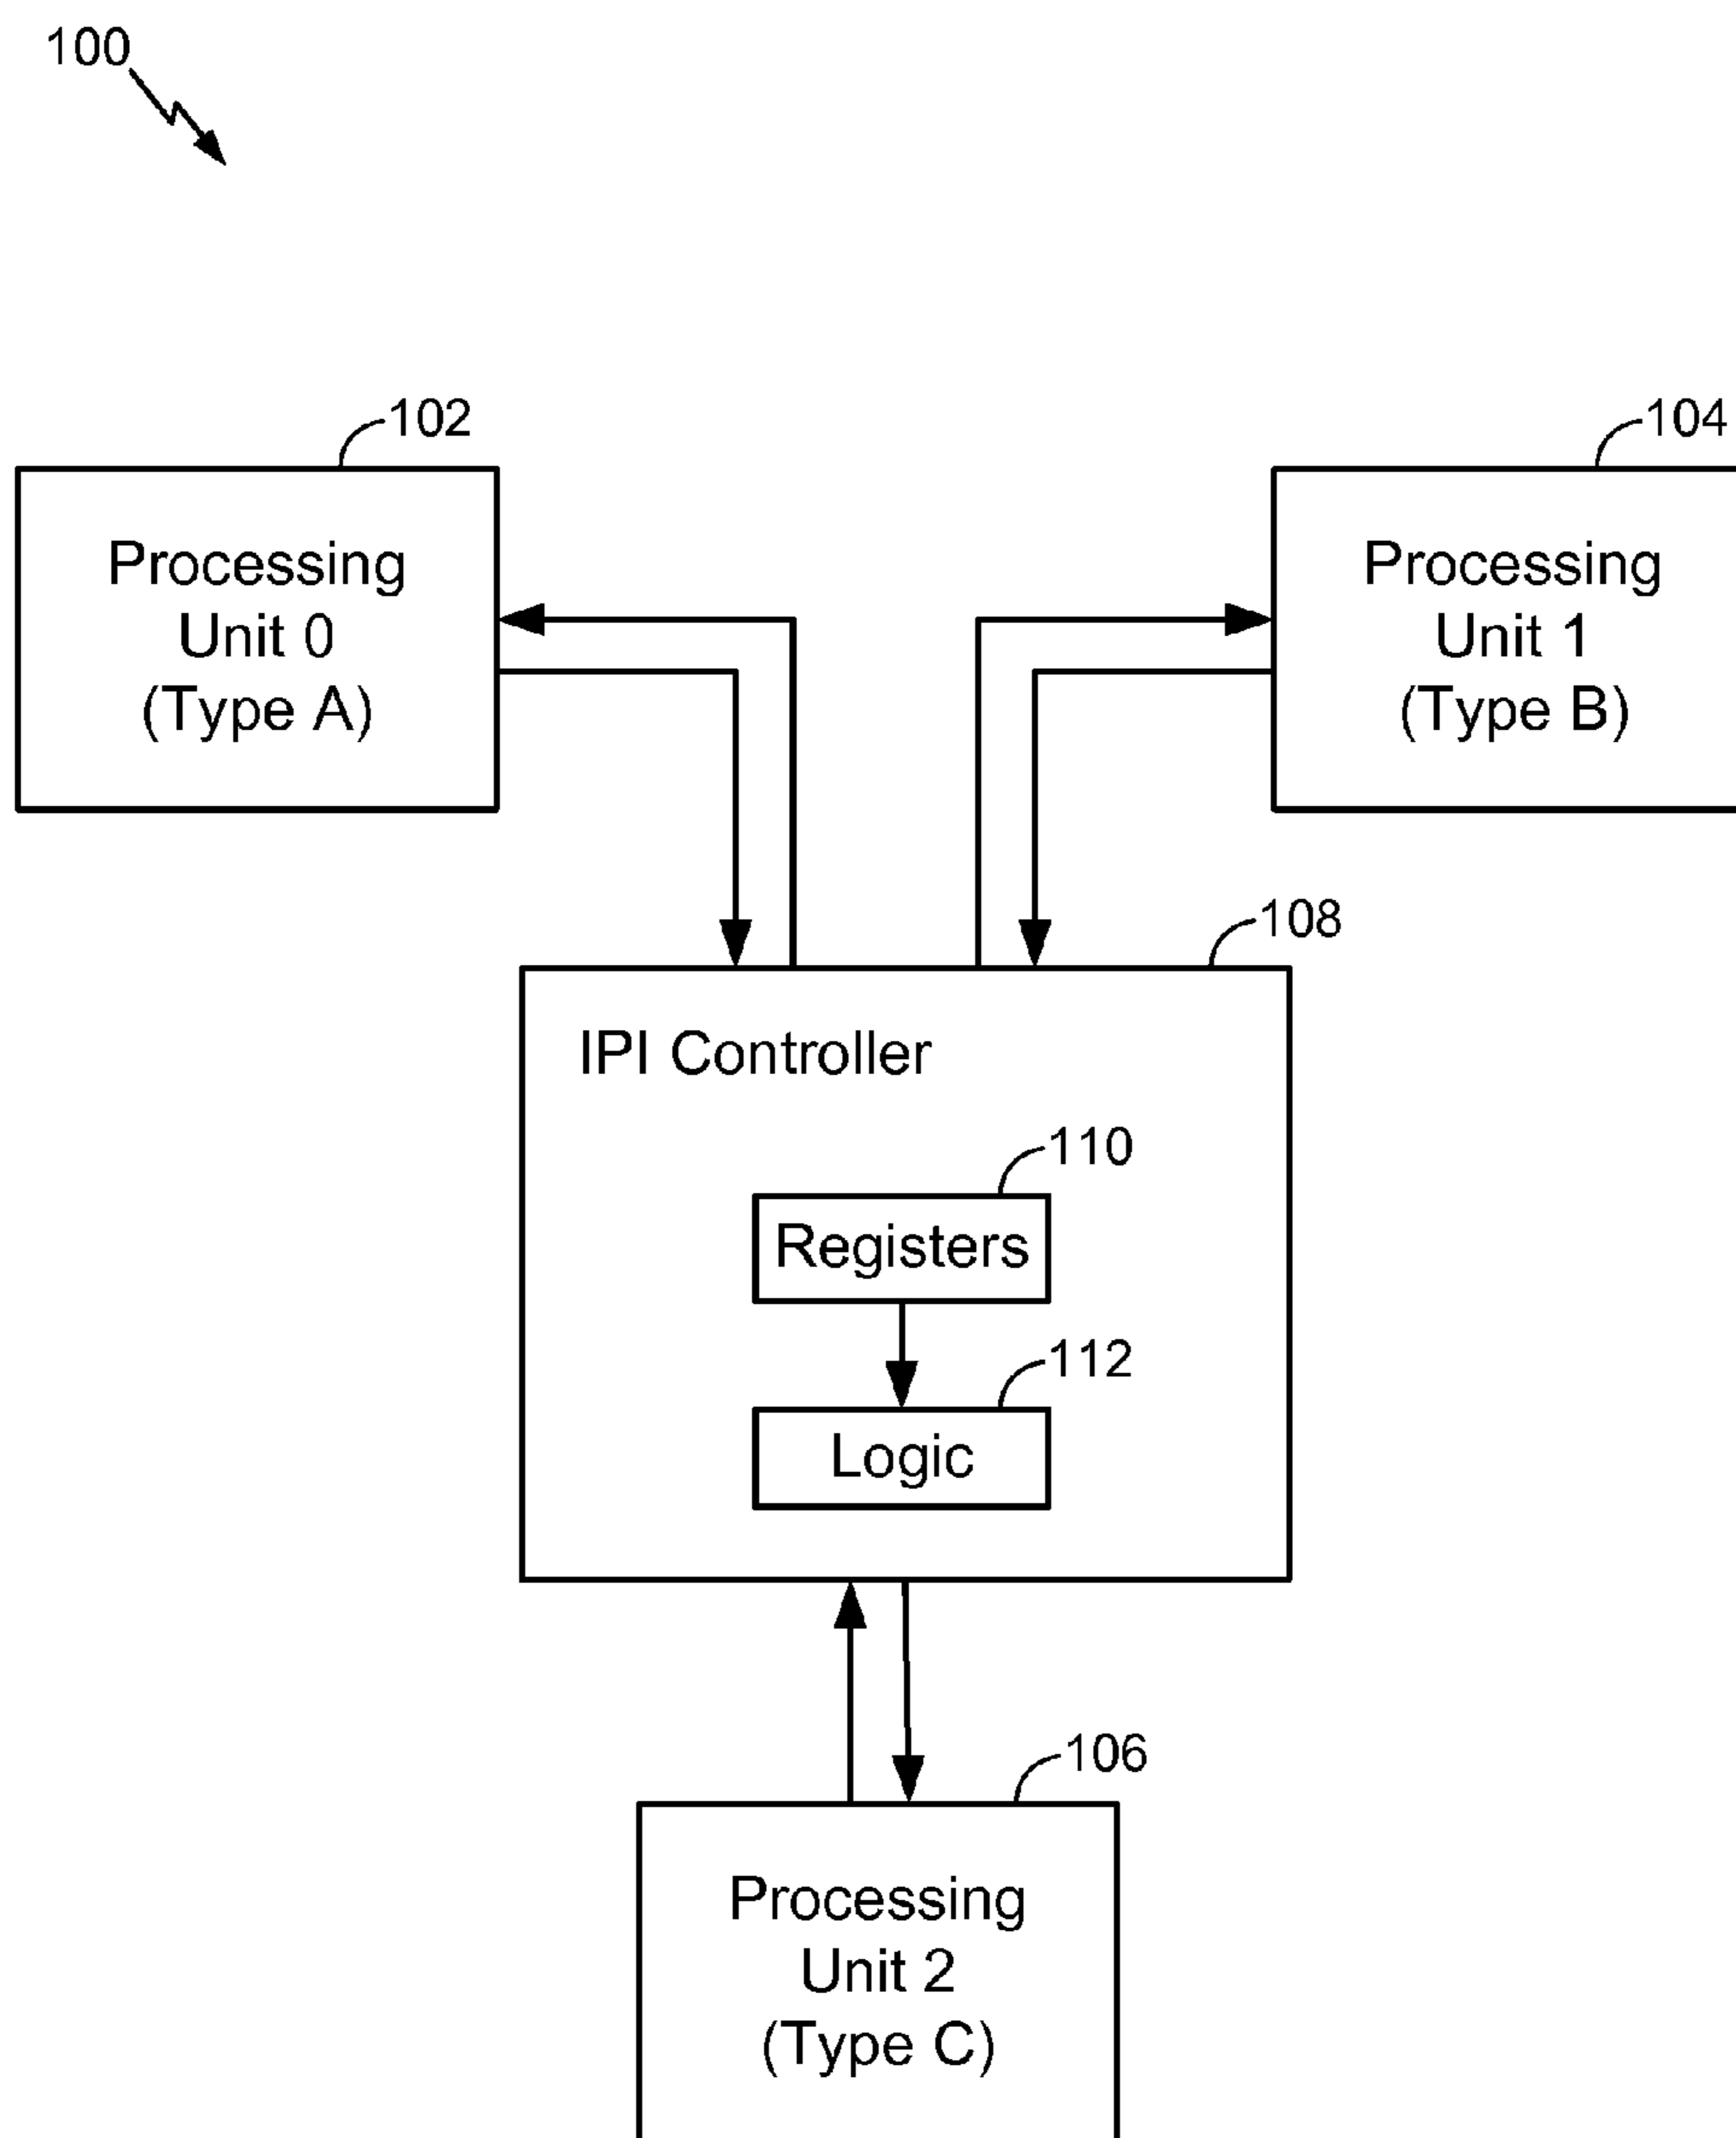 100
102
Processing
Unit 0
(Type A)
104
Processing
Unit 1
(Type B)
108
IPI Controller
110
Registers
112
Logic
106
Processing
Unit 2
(Type C)